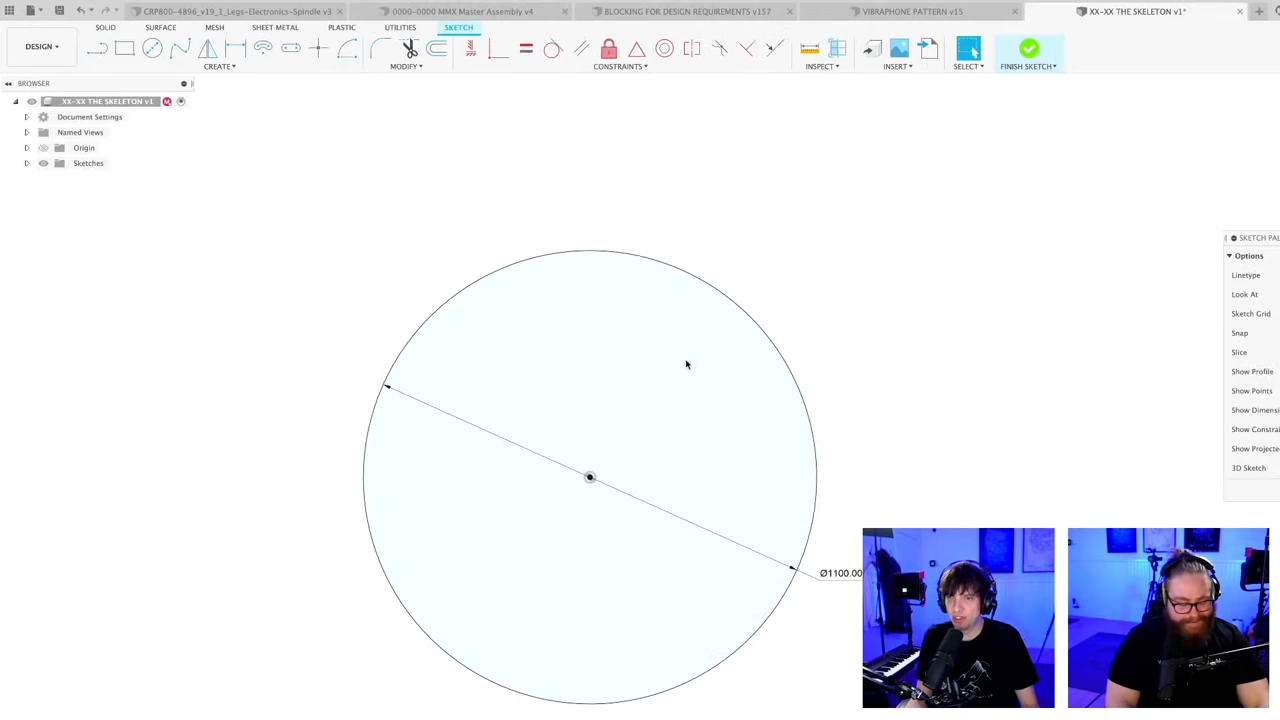 CRP800-4896_v19_1_Legs-Electronics-Spindle v3
000G-0000 MMX Master Assembly v4
BLOCKING FOR DESIGN REQUIREMENTS v157
VIBRAPHONE PATTERN v15
XX-XX THE SKELETON v1*
SOLID
SURFACE
MESH
SHEET METAL
PLASTIC
UTILITIES
SKETCH
DESIGN
CREATE
MODIFY
CONSTRAINTS
INSPECT
INSERT
SELECT
FINISH SKETCH
BROWSER
XX-XX THE SKELETON v1
M
Document Settings
Named Views
Origin
Sketches
SKETCH PAL
Options
Linetype
Look At
Sketch Grid
Snap
Slice
Show Profile
Show Points
Show Dimensi
Show Constrai
Show Projecte
3D Sketch
Ø1100.00